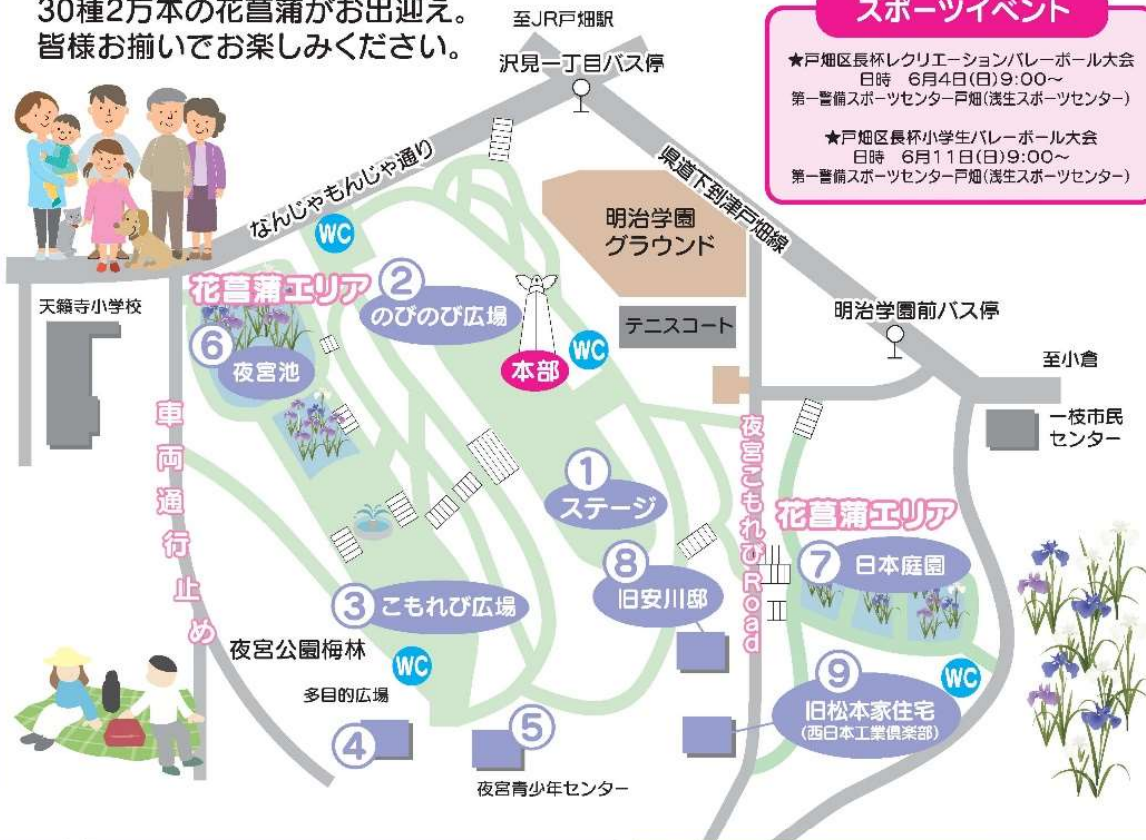 30種2万本の花菖蒲がお出迎え。
皆様お揃いでお楽しみください。
至JR戸畑駅
沢見一丁目バス停
スポーツイベント
★戸畑区長杯レクリエーションバレーボール大会
日時 6月4日(日)9:00~
第一警備スポーツセンター戸畑(浅生スポーツセンター)
★戸畑区長杯小学生バレーボール大会
日時 6月11日(日)9:00~
第一警備スポーツセンター戸畑(浅生スポーツセンター)
なんじゃもんじゃ通り
県道下到津戸畑線
WC
明治学園
グラウンド
天籟寺小学校
花菖蒲エリア
②
のびのび広場
テニスコート
明治学園前バス停
⑥
夜宮池
本部
WC
至小倉
一枝市民
センター
車両通行止め
夜宮こもれびRoad
①
ステージ
花菖蒲エリア
⑦
日本庭園
⑧
旧安川邸
③
こもれび広場
夜宮公園梅林
WC
多目的広場
④
⑤
夜宮青少年センター
⑨
旧松本家住宅
(西日本工業倶楽部)
WC